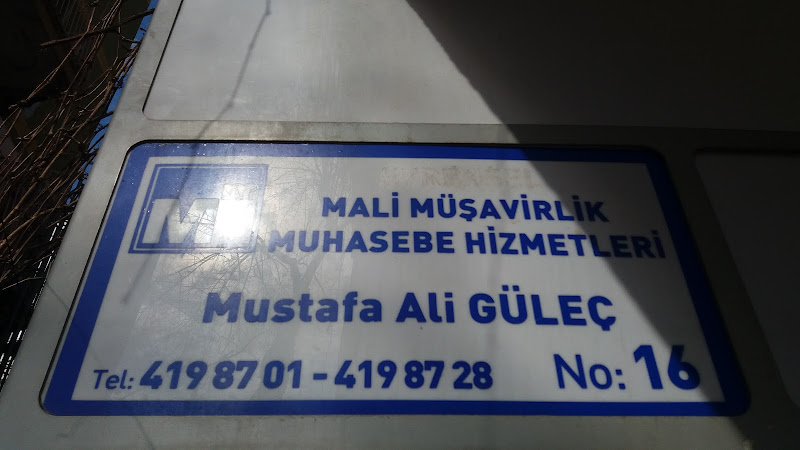 MALİ MÜŞAVİRLİK
MUHASEBE HİZMETLERİ
Mustafa Ali GÜLEÇ
Tel: 419 87 01 - 419 87 28 No: 16